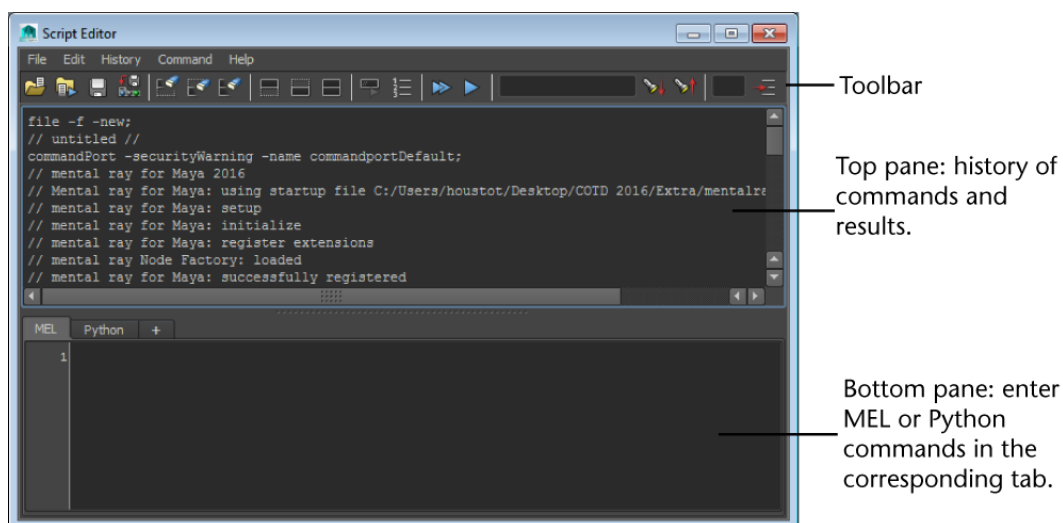 Script Editor
File Edit History Command Help
Toolbar
file -f -new;
// untitled //
commandPort -securityWarning -name commandportDefault;
// mental ray for Maya 2016
// Mental ray for Maya: using startup file C:/Users/houstot/Desktop/COTD 2016/Extra/mentalra
// mental ray for Maya: setup
// mental ray for Maya: initialize
// mental ray for Maya: register extensions
// mental ray Node Factory: loaded
// mental ray for Maya: successfully registered
Top pane: history of
commands and
results.
MEL Python +
1
Bottom pane: enter
MEL or Python
commands in the
corresponding tab.